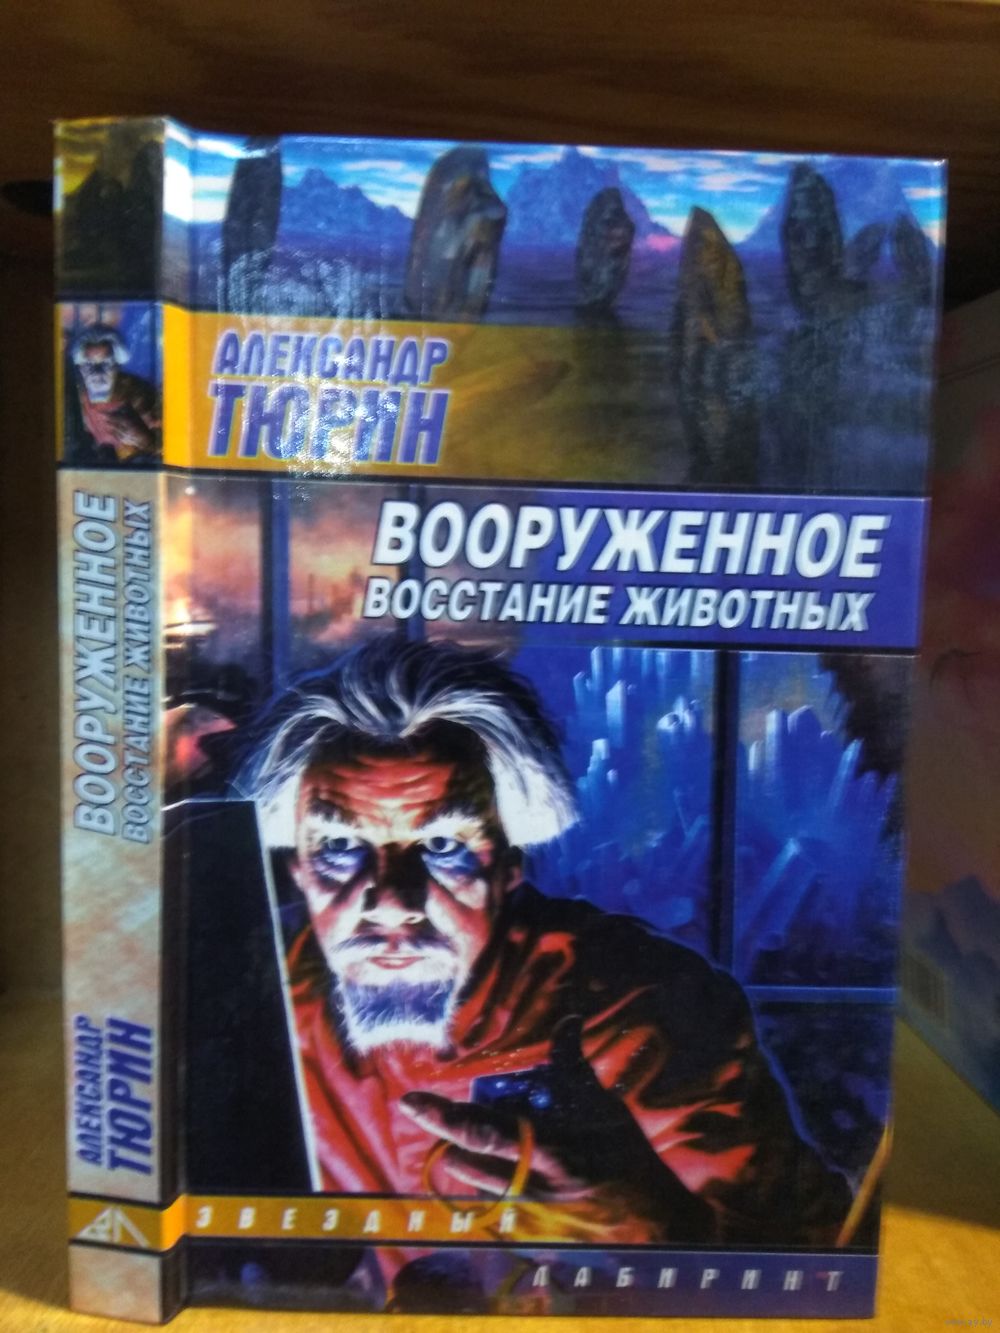 АЛЕКСАНДР
ТЮРИН
ВООРУЖЕННОЕ
ВОССТАНИЕ ЖИВОТНЫХ
ЗВЕЗДНЫЙ
ЛАБИРИНТ
ВООРУЖЕННОЕ
ВОССТАНИЕ ЖИВОТНЫХ
АЛЕКСАНДР
ТЮРИН